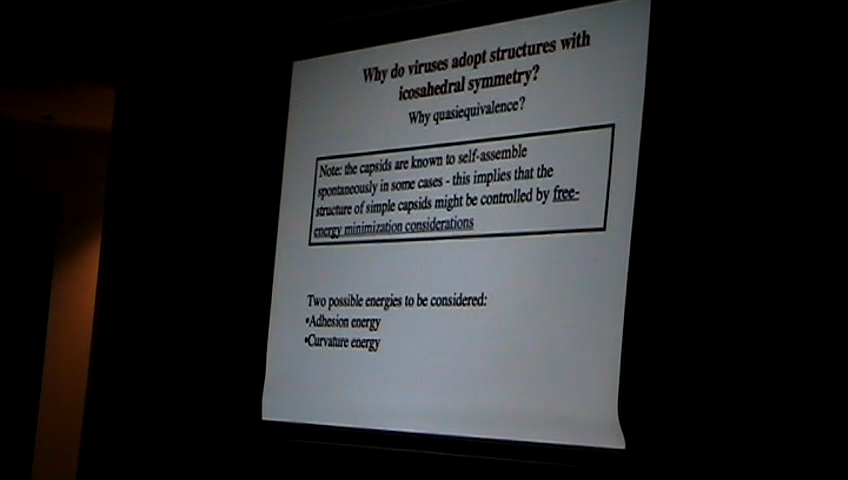 Why do viruses adopt structures with
icosahedral symmetry?
Why quasiequivalence?
Note: the capsids are known to self-assemble
spontaneously in some cases - this implies that the
structure of simple capsids might be controlled by free-
energy minimization considerations
Two possible energies to be considered:
•Adhesion energy
•Curvature energy